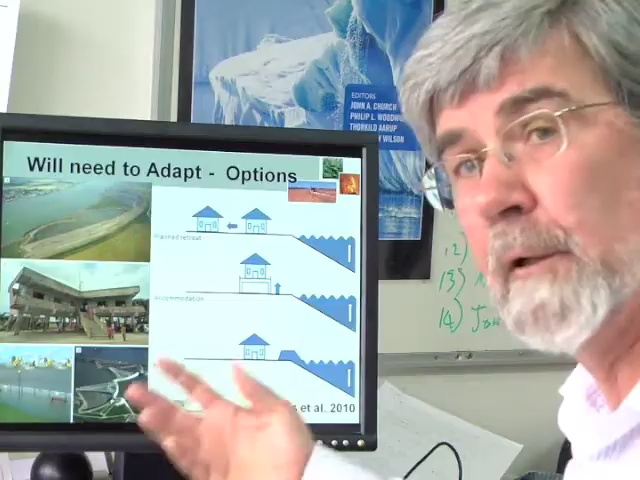 EDITORS
JOHN A. CHURCH
PHILIP L. WOODWO
THORKILD AARUP
Y WILSON
Will need to Adapt - Options
Planned retreat
Accommodation
s et al. 2010
12)
13)
14)